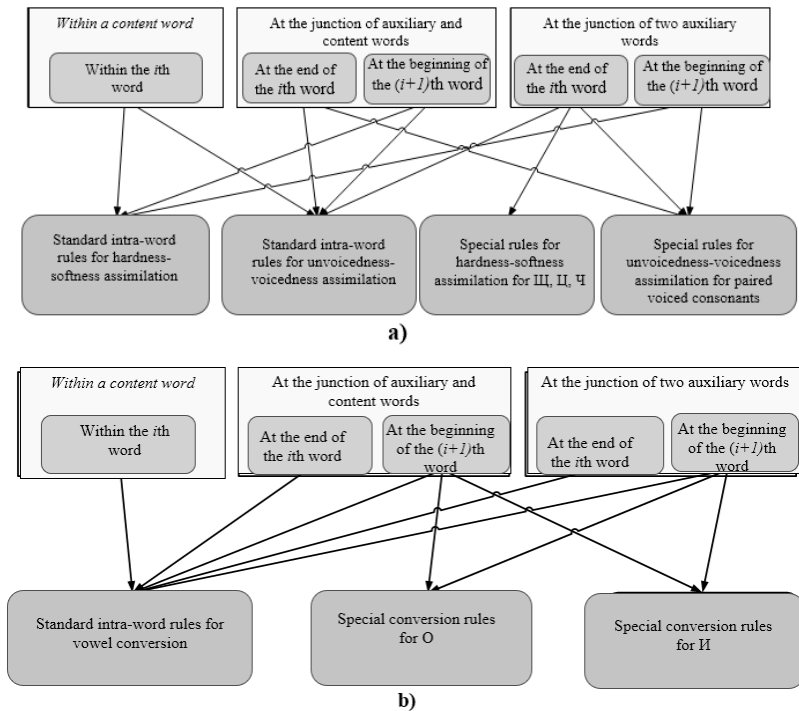 Within a content word
Within the ith
word
At the junction of auxiliary and
content words
At the end of
the ith word
At the beginning of
the (i+1)th word
At the junction of two auxiliary
words
At the end of
the ith word
At the beginning of
the (i+1)th word
Standard intra-word
rules for hardness-
softness assimilation
Standard intra-word
rules for unvoicedness-
voicedness assimilation
Special rules for
hardness-softness
assimilation for Щ, Ц, Ч
Special rules for
unvoicedness-voicedness
assimilation for paired
voiced consonants
a)
Within a content word
Within the ith
word
At the junction of auxiliary and
content words
At the end of
the ith word
At the beginning
of the (i+1)th
word
At the junction of two auxiliary words
At the end of
the ith word
At the beginning
of the (i+1)th
word
Standard intra-word rules for
vowel conversion
Special conversion rules
for О
Special conversion rules
for И
b)